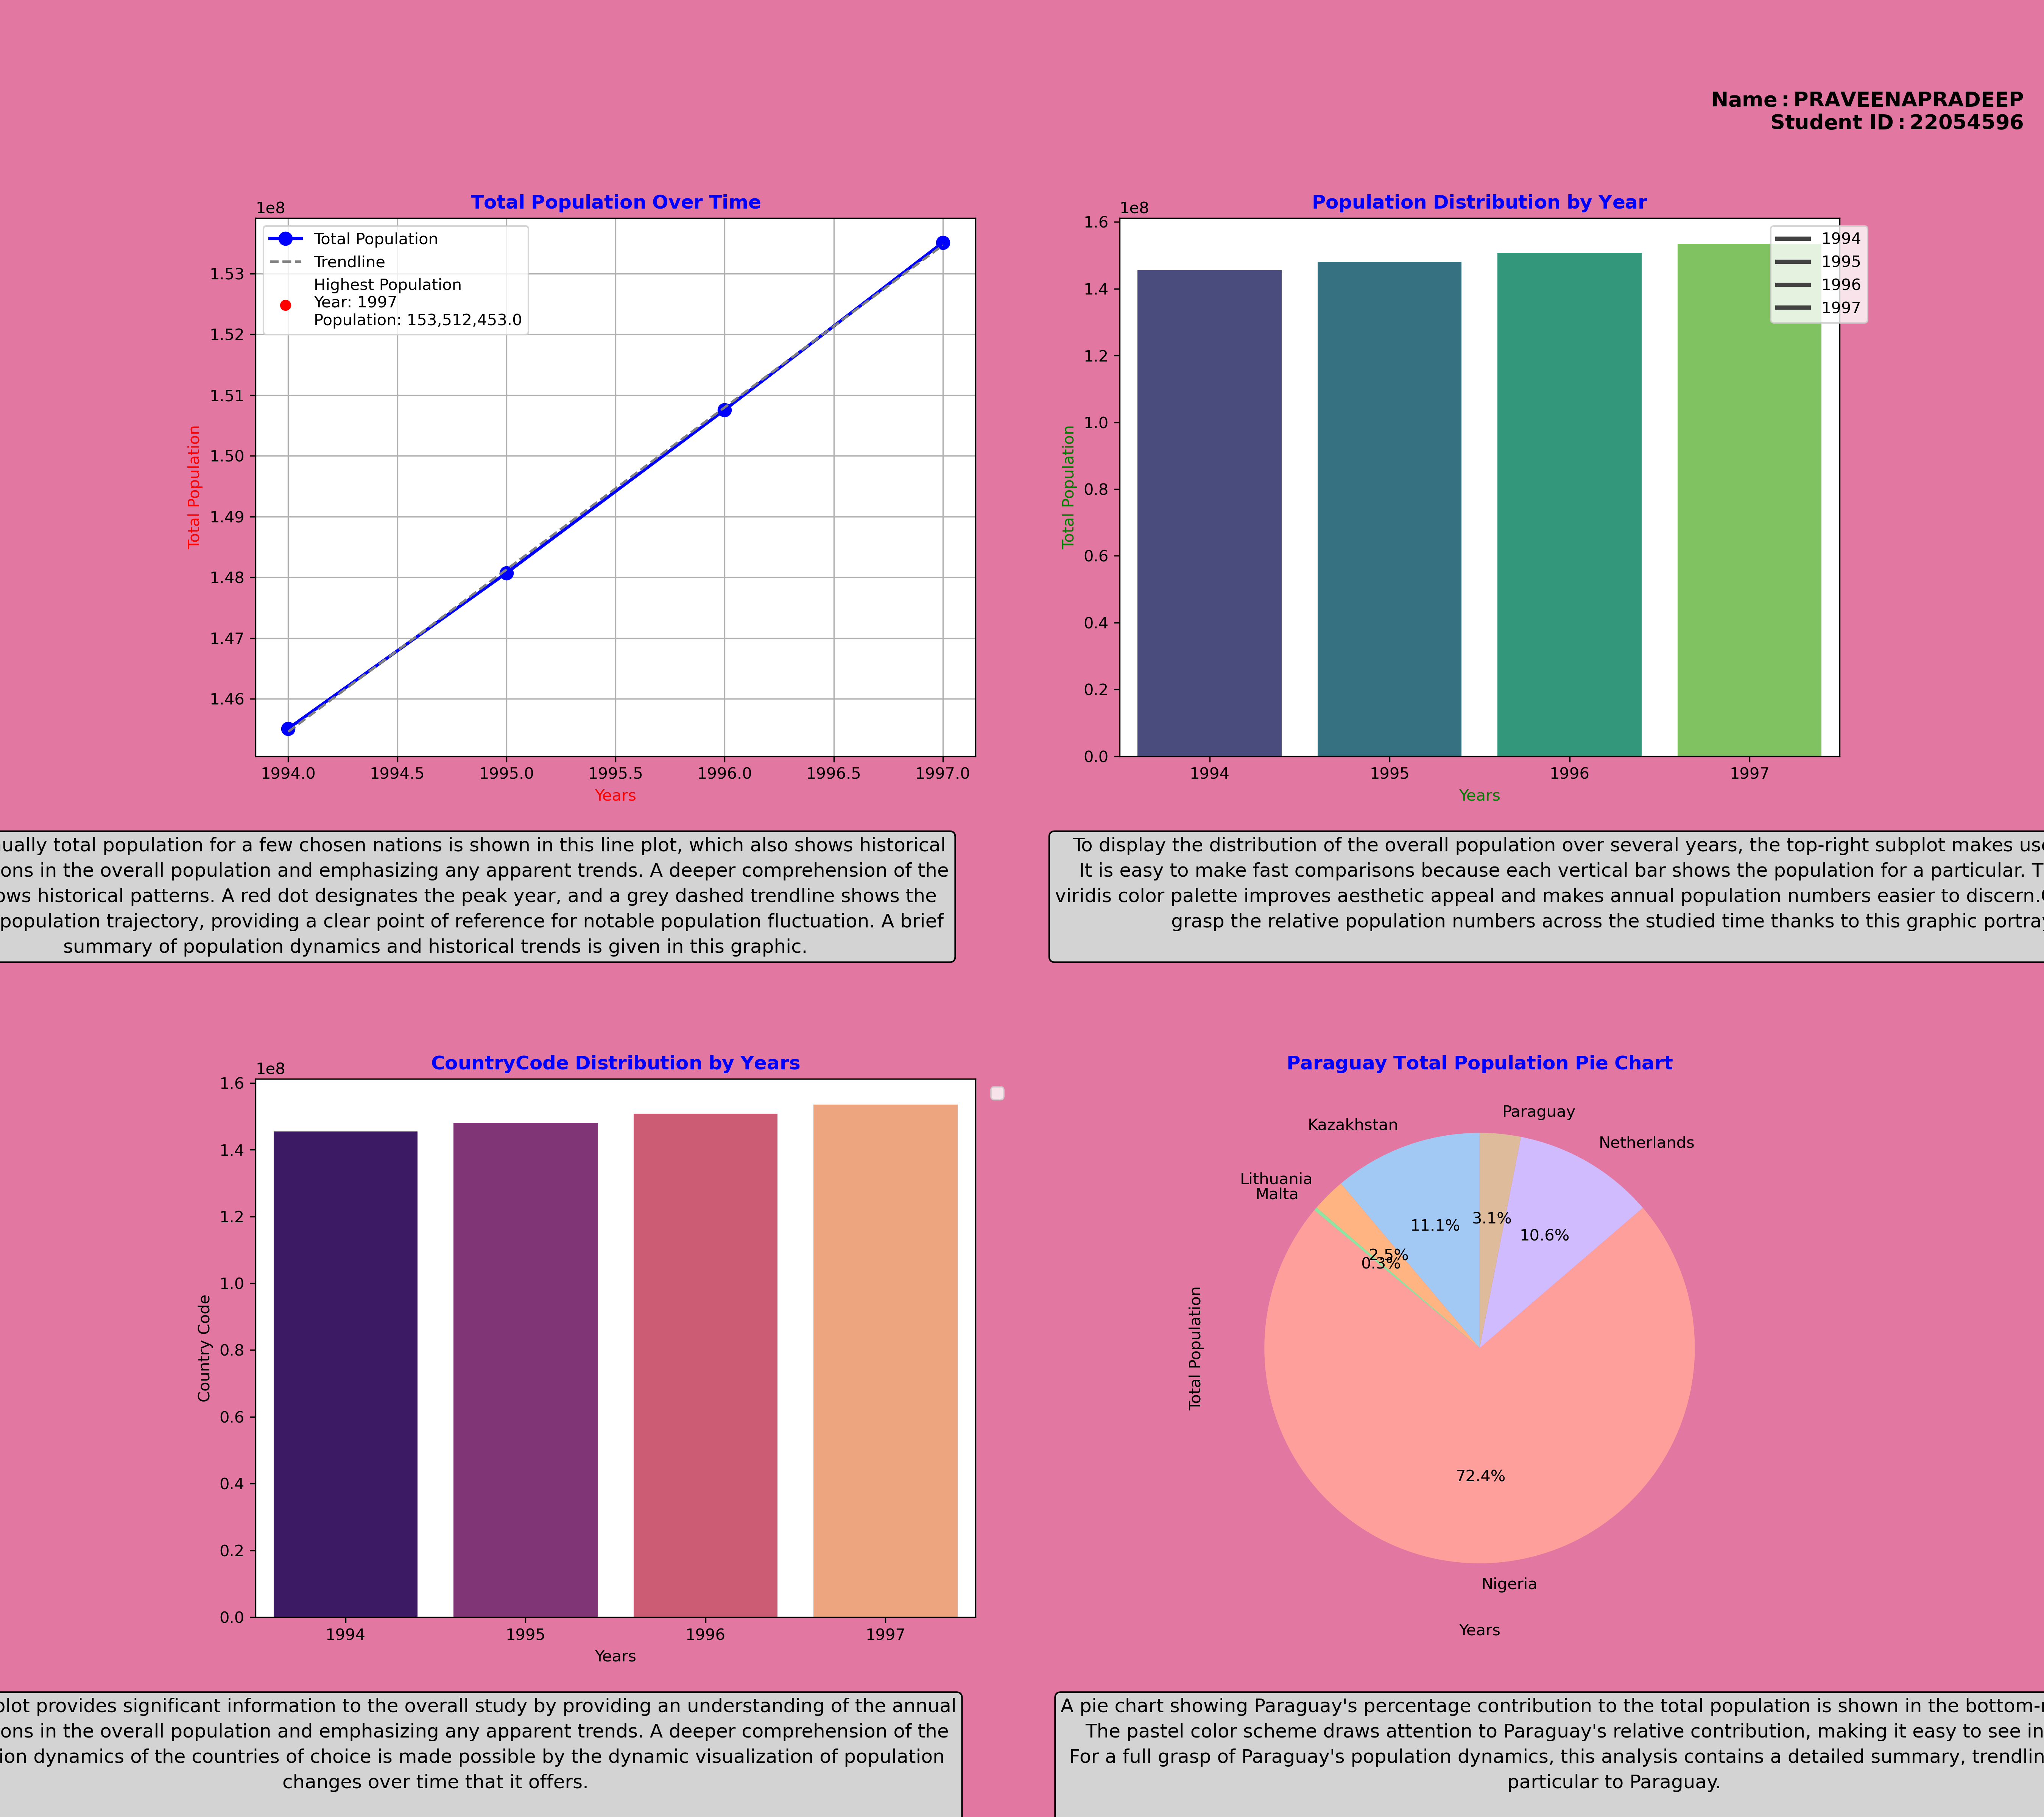 Name : PRAVEENAPRADEEP
Student ID : 22054596
Total Population Over Time
1e8
Total Population
Trendline
Highest Population
Year: 1997
Population: 153,512,453.0
1.53
1.52
1.51
1.50
1.49
1.48
1.47
1.46
Total Population
1994.0 1994.5 1995.0 1995.5 1996.0 1996.5 1997.0
Years
Population Distribution by Year
1e8
1994
1995
1996
1997
1.6
1.4
1.2
1.0
0.8
0.6
0.4
0.2
0.0
Total Population
1994 1995 1996 1997
Years
total population for a few chosen nations is shown in this line plot, which also shows historical
in the overall population and emphasizing any apparent trends. A deeper comprehension of the
historical patterns. A red dot designates the peak year, and a grey dashed trendline shows the
population trajectory, providing a clear point of reference for notable population fluctuation. A brief
summary of population dynamics and historical trends is given in this graphic.
To display the distribution of the overall population over several years, the top-right subplot makes
It is easy to make fast comparisons because each vertical bar shows the population for a particular.
viridis color palette improves aesthetic appeal and makes annual population numbers easier to discern.
grasp the relative population numbers across the studied time thanks to this graphic
CountryCode Distribution by Years
1e8
1.6
1.4
1.2
1.0
0.8
0.6
0.4
0.2
0.0
Country Code
1994 1995 1996 1997
Years
Paraguay Total Population Pie Chart
Paraguay
Kazakhstan
Netherlands
Lithuania
Malta
3.1%
11.1%
10.6%
2.5%
0.3%
Total Population
72.4%
Nigeria
Years
provides significant information to the overall study by providing an understanding of the annual
in the overall population and emphasizing any apparent trends. A deeper comprehension of the
dynamics of the countries of choice is made possible by the dynamic visualization of population
changes over time that it offers.
A pie chart showing Paraguay's percentage contribution to the total population is shown in the
The pastel color scheme draws attention to Paraguay's relative contribution, making it easy to see in
For a full grasp of Paraguay's population dynamics, this analysis contains a detailed summary,
particular to Paraguay.